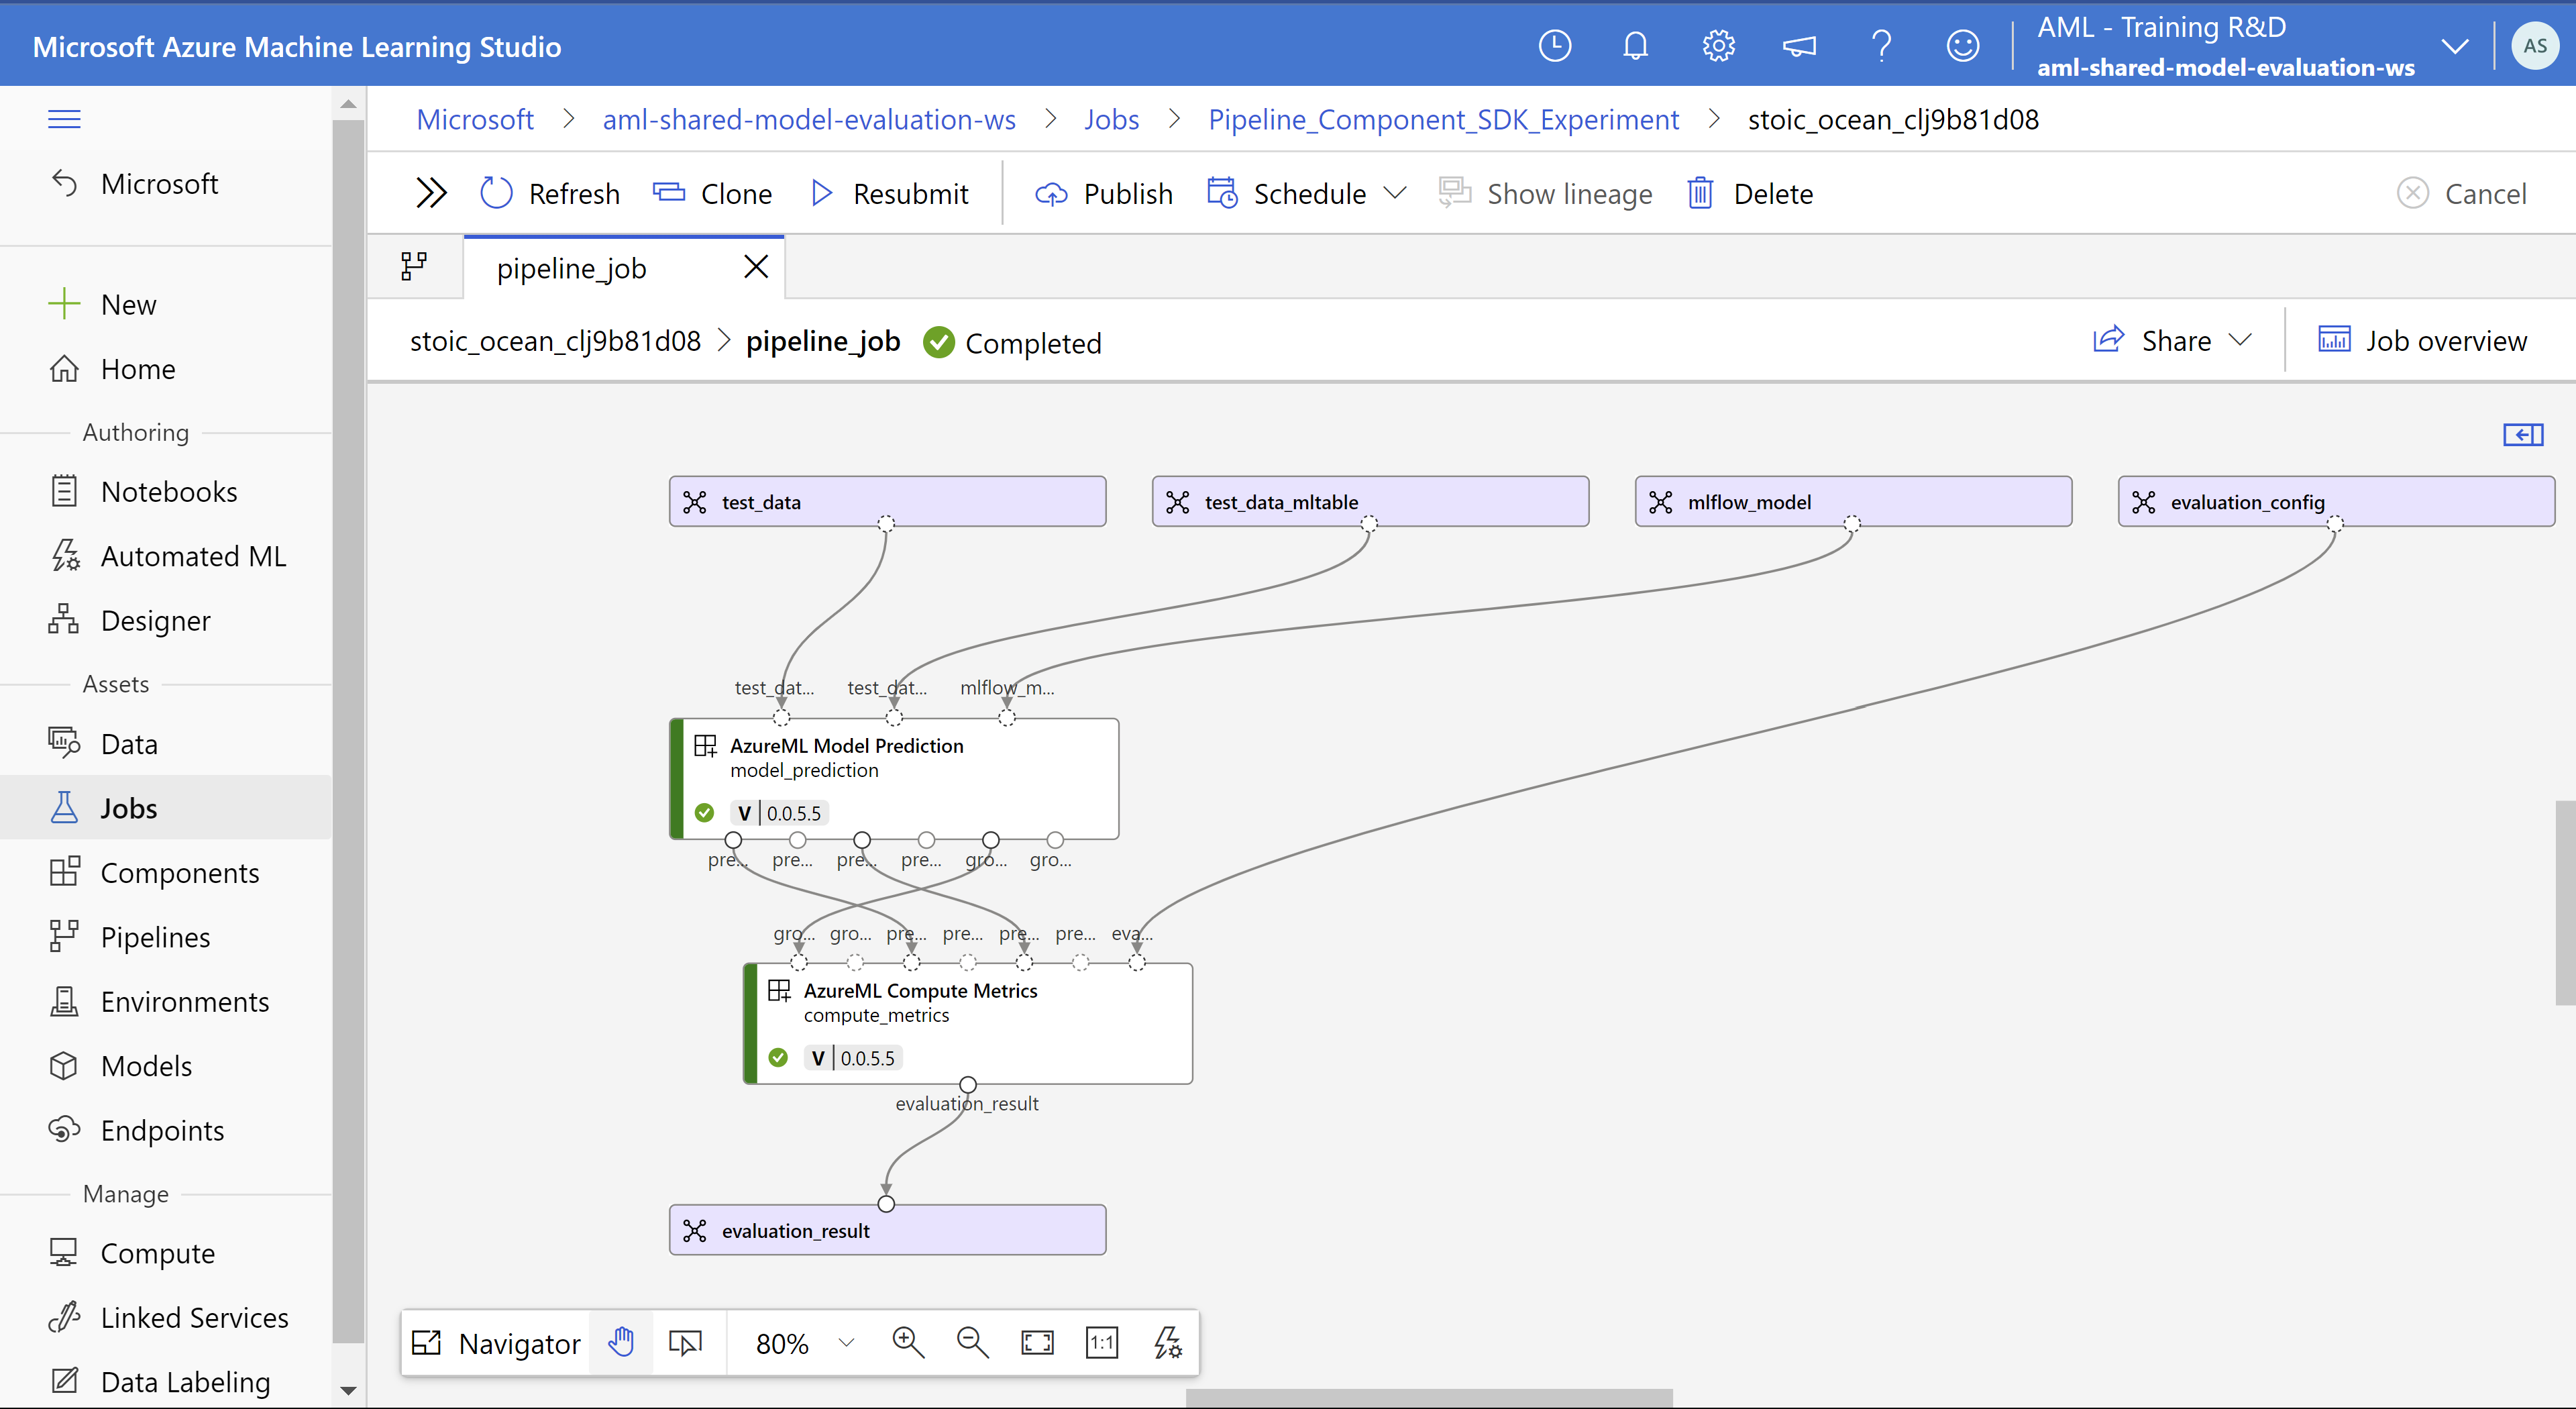 Microsoft Azure Machine Learning Studio
AML - Training R&D
aml-shared-model-evaluation-ws
AS
Microsoft > aml-shared-model-evaluation-ws > Jobs > Pipeline_Component_SDK_Experiment > stoic_ocean_clj9b81d08
Refresh Clone Resubmit Publish Schedule Show lineage Delete Cancel
pipeline_job
stoic_ocean_clj9b81d08 > pipeline_job Completed Share Job overview
Microsoft
New
Home
Authoring
Notebooks
Automated ML
Designer
Assets
Data
Jobs
Components
Pipelines
Environments
Models
Endpoints
Manage
Compute
Linked Services
Data Labeling
test_data test_data_mltable mlflow_model evaluation_config
test_dat... test_dat... mlflow_m...
AzureML Model Prediction
model_prediction
V 0.0.5.5
pre... pre... pre... pre... gro... gro...
gro... gro... pre... pre... pre... pre... eva...
AzureML Compute Metrics
compute_metrics
V 0.0.5.5
evaluation_result
evaluation_result
Navigator 80% 1:1